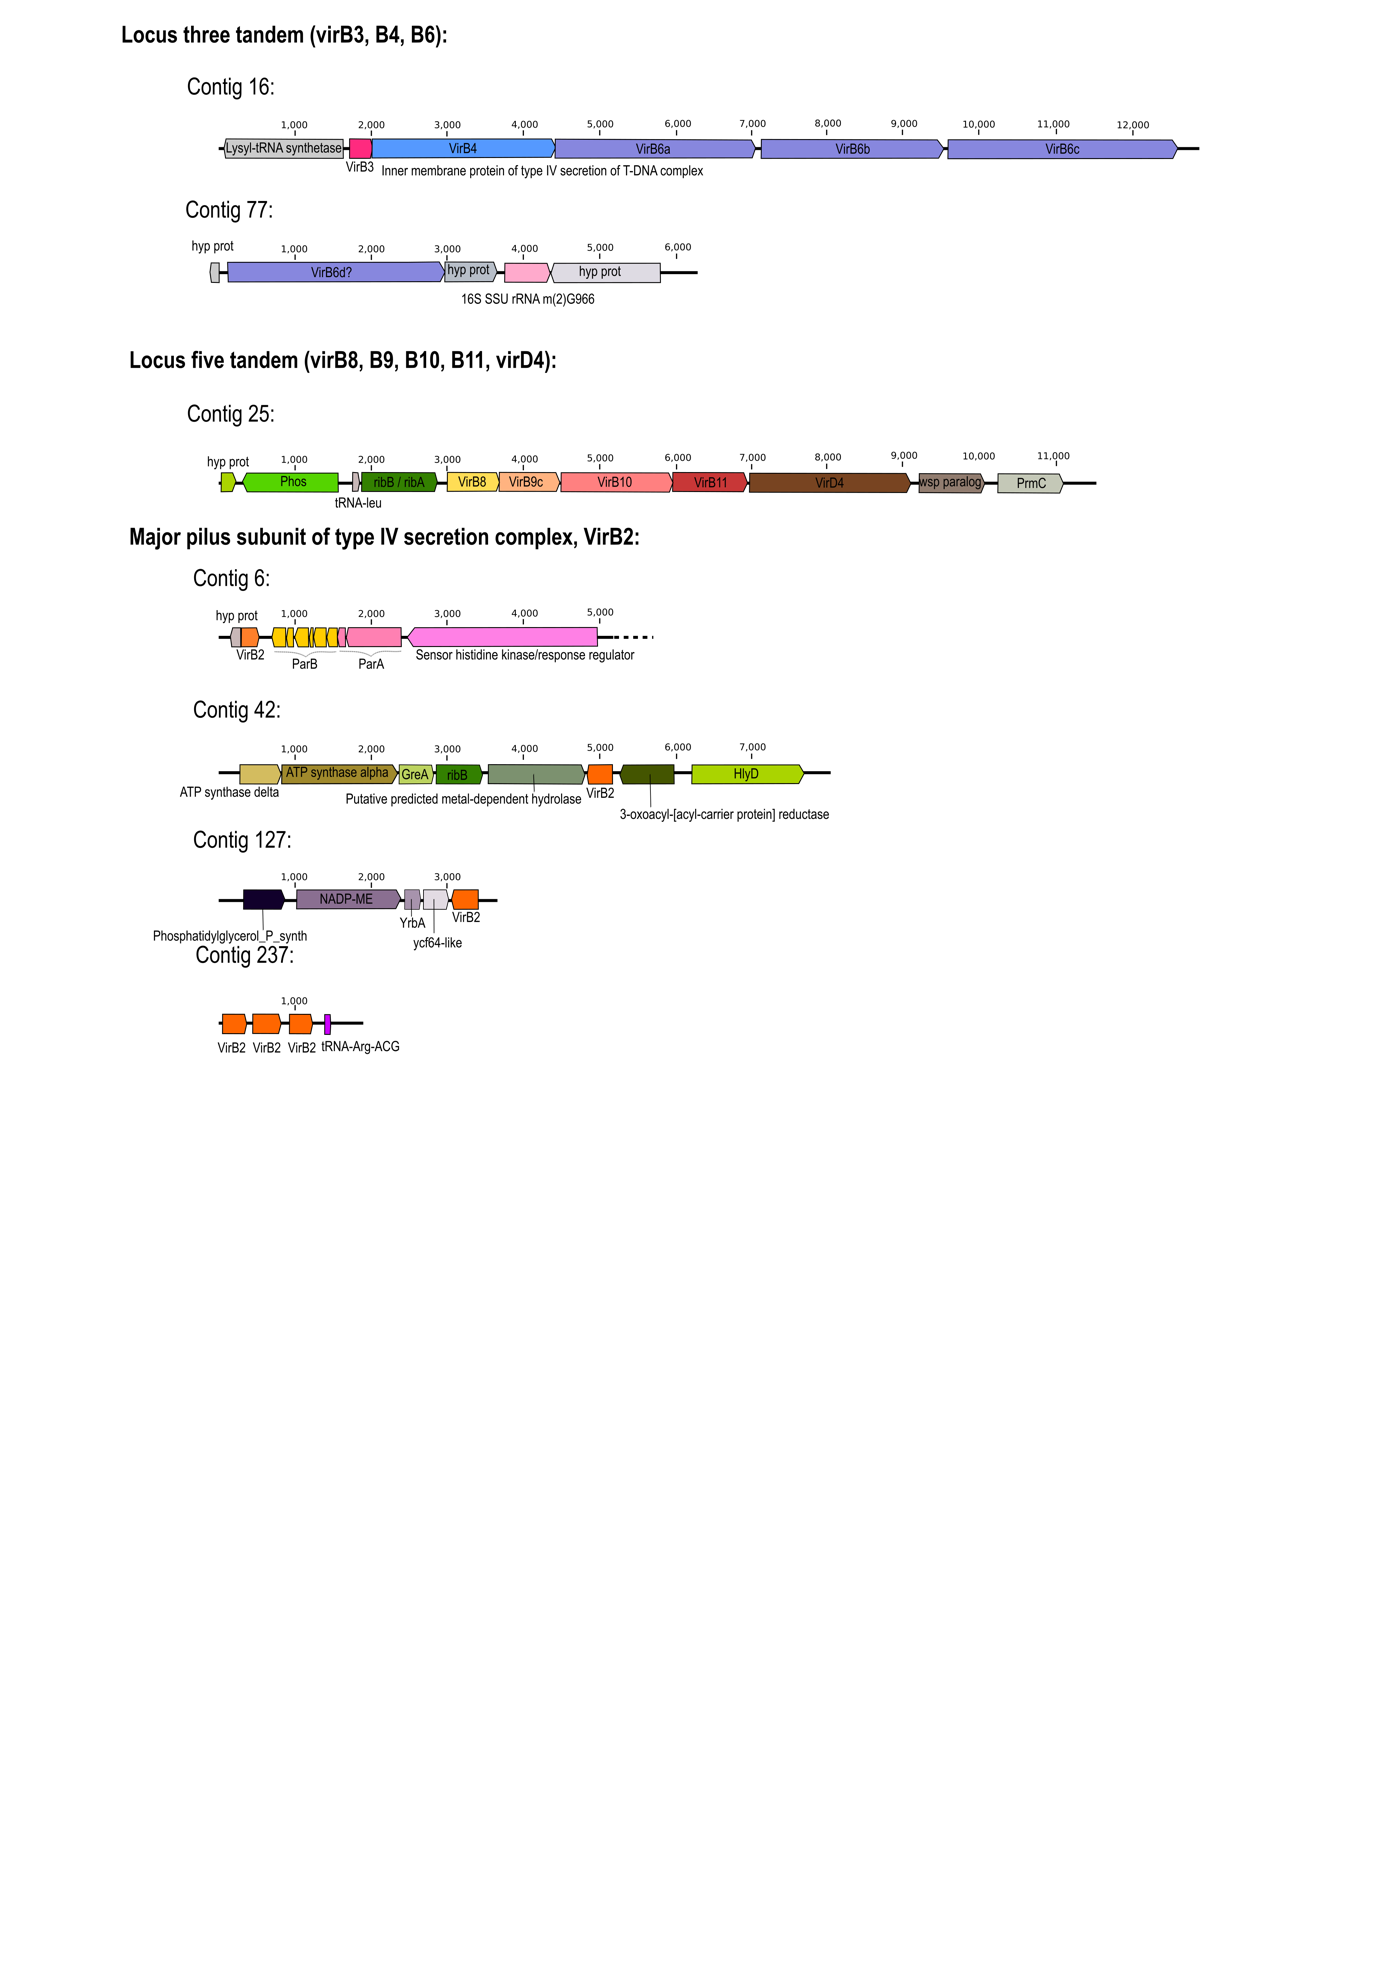 Locus three tandem (virB3, B4, B6):
Contig 16:
1,000 2,000 3,000 4,000 5,000 6,000 7,000 8,000 9,000 10,000 11,000 12,000
Lysyl-tRNA synthetase VirB4 VirB6a VirB6b VirB6c
VirB3 Inner membrane protein of type IV secretion of T-DNA complex
Contig 77:
hyp prot 1,000 2,000 3,000 4,000 5,000 6,000
VirB6d? hyp prot hyp prot
16S SSU rRNA m(2)G966
Locus five tandem (virB8, B9, B10, B11, virD4):
Contig 25:
hyp prot 1,000 2,000 3,000 4,000 5,000 6,000 7,000 8,000 9,000 10,000 11,000
Phos ribB / ribA VirB8 VirB9c VirB10 VirB11 VirD4 wsp paralog PrmC
tRNA-leu
Major pilus subunit of type IV secretion complex, VirB2:
Contig 6:
hyp prot 1,000 2,000 3,000 4,000 5,000
VirB2 ParB ParA Sensor histidine kinase/response regulator
Contig 42:
1,000 2,000 3,000 4,000 5,000 6,000 7,000
ATP synthase alpha GreA ribB HlyD
ATP synthase delta Putative predicted metal-dependent hydrolase VirB2
3-oxoacyl-[acyl-carrier protein] reductase
Contig 127:
1,000 2,000 3,000
NADP-ME
YrbA VirB2
Phosphatidylglycerol_P_synth ycf64-like
Contig 237:
1,000
VirB2 VirB2 VirB2 tRNA-Arg-ACG